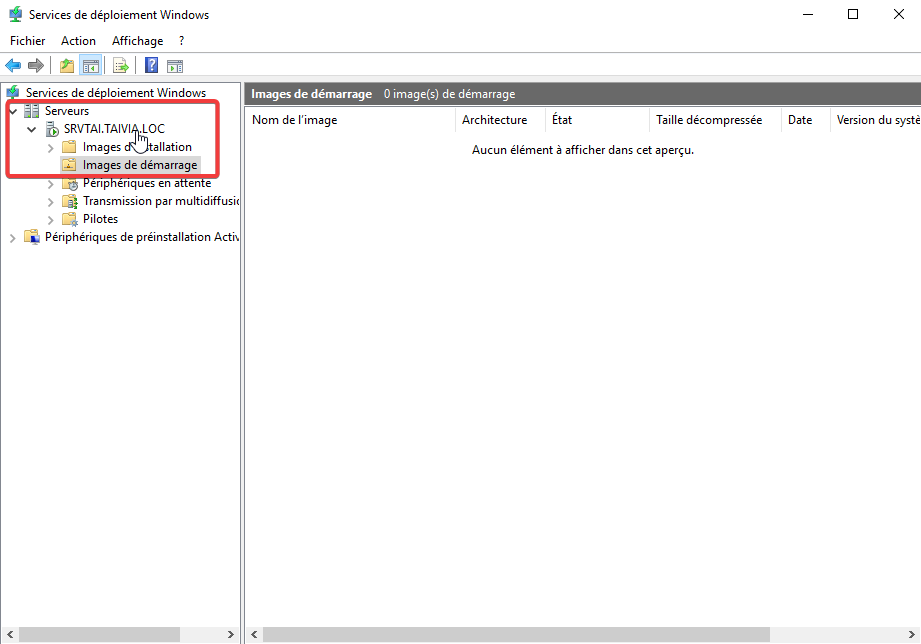 Services de déploiement Windows
Fichier Action Affichage ?
Services de déploiement Windows
Serveurs
SRVTAI.TAIVIA.LOC
Images d'installation
Images de démarrage
Périphériques en attente
Transmission par multidiffusio
Pilotes
Périphériques de préinstallation Activ
Images de démarrage 0 image(s) de démarrage
Nom de l'image Architecture État Taille décompressée Date Version du systè
Aucun élément à afficher dans cet aperçu.